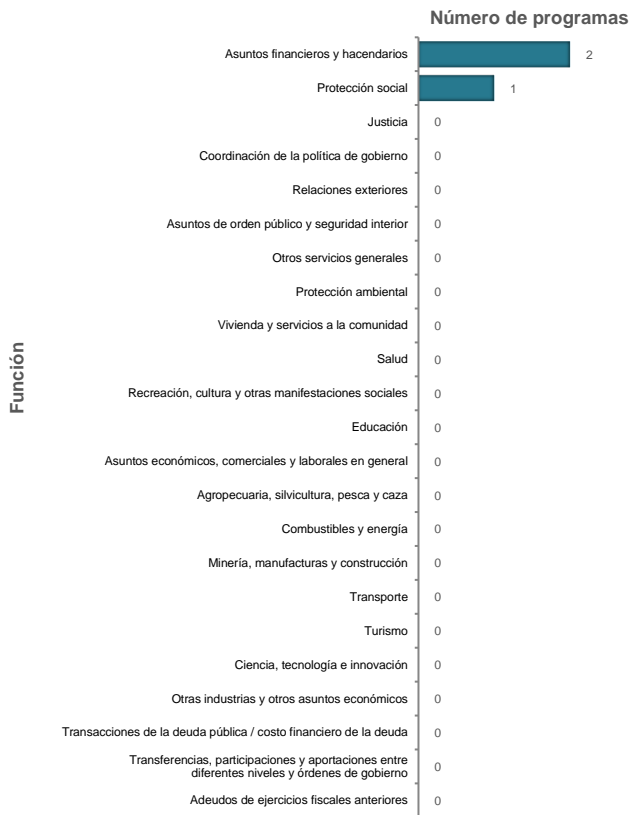 Número de programas
Asuntos financieros y hacendarios 2
Protección social 1
Justicia 0
Coordinación de la política de gobierno 0
Relaciones exteriores 0
Asuntos de orden público y seguridad interior 0
Otros servicios generales 0
Protección ambiental 0
Vivienda y servicios a la comunidad 0
Salud 0
Función
Recreación, cultura y otras manifestaciones sociales 0
Educación 0
Asuntos económicos, comerciales y laborales en general 0
Agropecuaria, silvicultura, pesca y caza 0
Combustibles y energía 0
Minería, manufacturas y construcción 0
Transporte 0
Turismo 0
Ciencia, tecnología e innovación 0
Otras industrias y otros asuntos económicos 0
Transacciones de la deuda pública / costo financiero de la deuda 0
Transferencias, participaciones y aportaciones entre
diferentes niveles y órdenes de gobierno 0
Adeudos de ejercicios fiscales anteriores 0